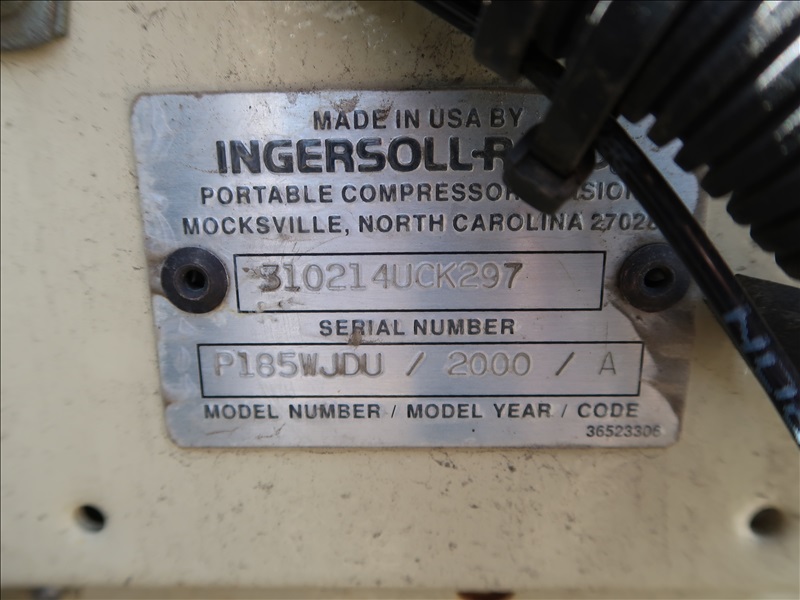 MADE IN USA BY
INGERSOLL-R
PORTABLE COMPRESSOR
MOCKSVILLE, NORTH CAROLINA 27028
310214UCK297
SERIAL NUMBER
P185WJDU / 2000 / A
MODEL NUMBER / MODEL YEAR / CODE
36523306